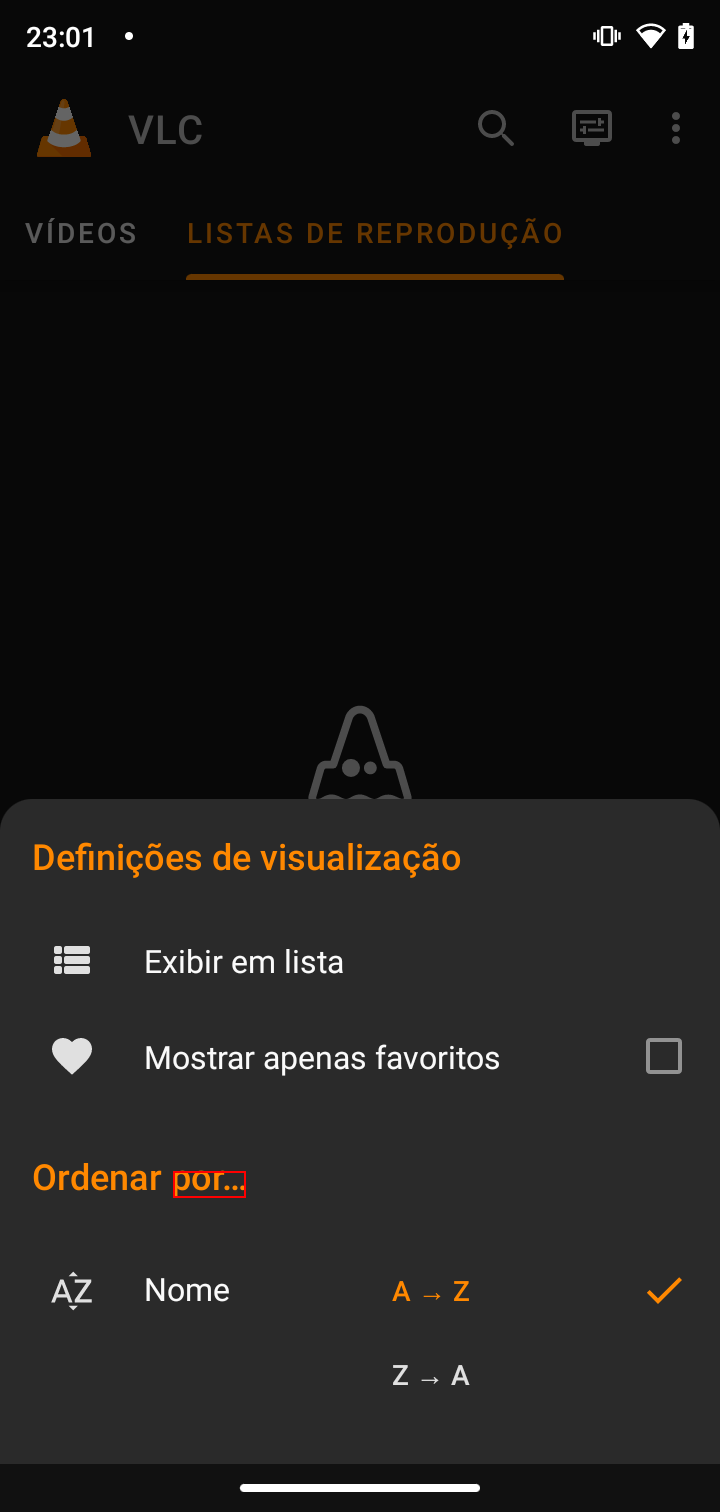 23:01
VLC
VÍDEOS LISTAS DE REPRODUÇÃO
Definições de visualização
Exibir em lista
Mostrar apenas favoritos
Ordenar por...
AZ Nome A → Z
Z → A